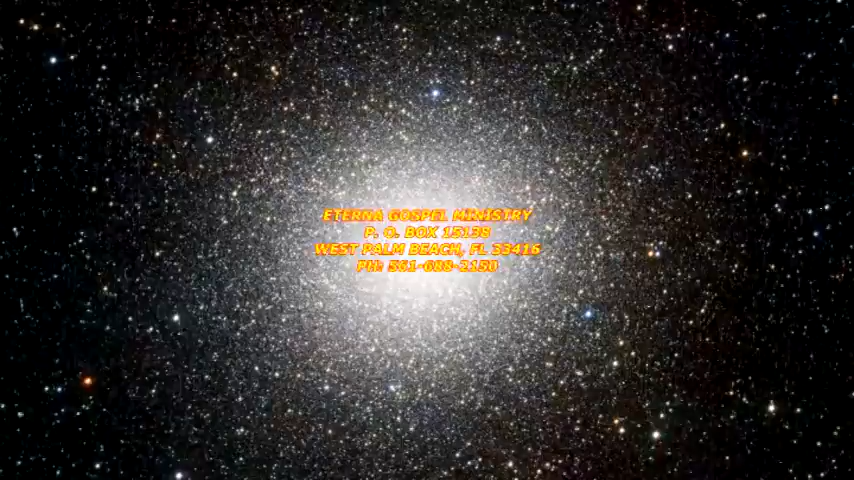 ETERNA GOSPEL MINISTRY
P. O. BOX 15138
WEST PALM BEACH, FL 33416
PH: 561-688-2150